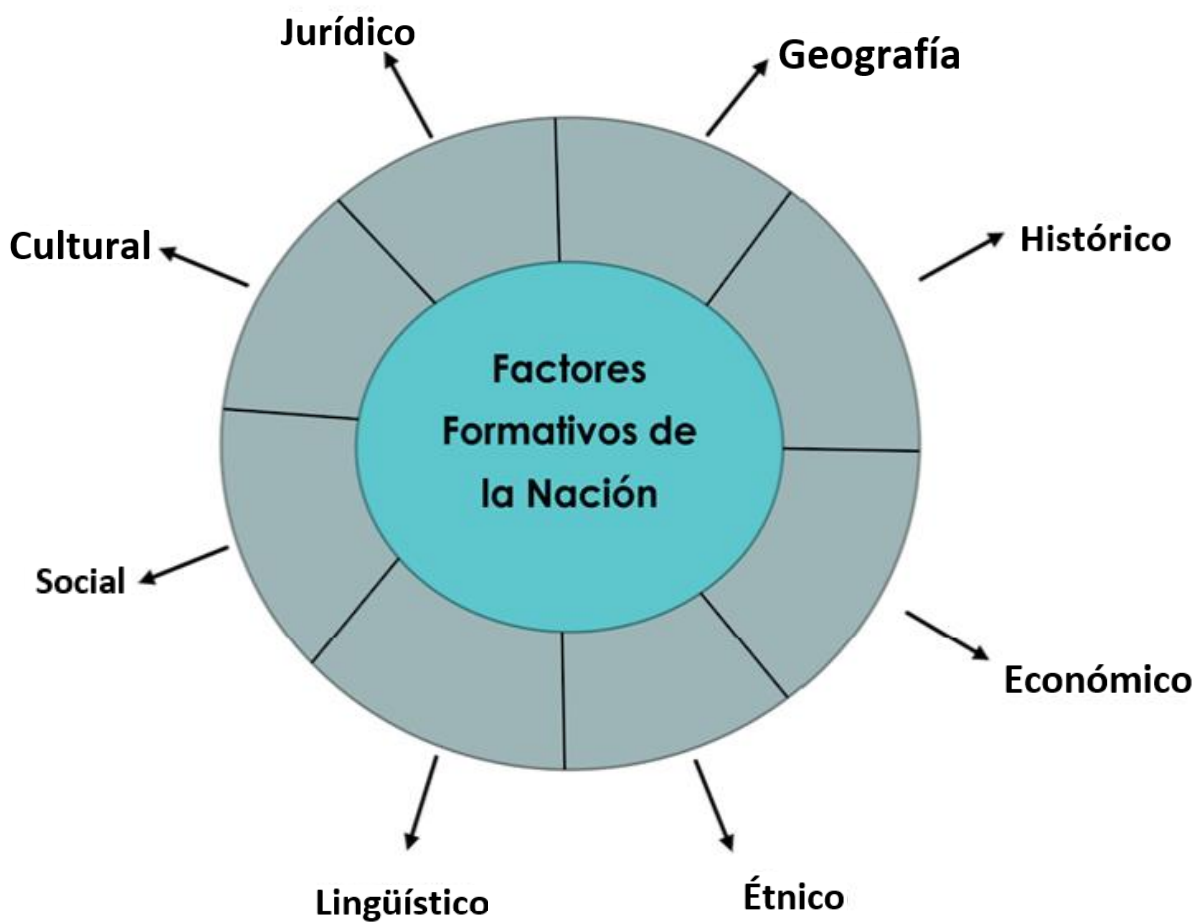 Jurídico
Geografía
Cultural
Histórico
Factores
Formativos de
la Nación
Social
Económico
Lingüístico
Étnico